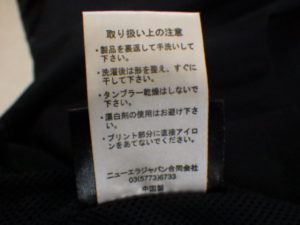 取り扱い上の注意
・製品を裏返して手洗いして
下さい。
・洗濯後は形を整え、すぐに
干して下さい。
・タンブラー乾燥はしないで
下さい。
・漂白剤の使用はお避け下さ
い。
・プリント部分に直接アイロ
ンをあてないでください。
ニューエラジャパン合同会社
03(5773)6733
中国製